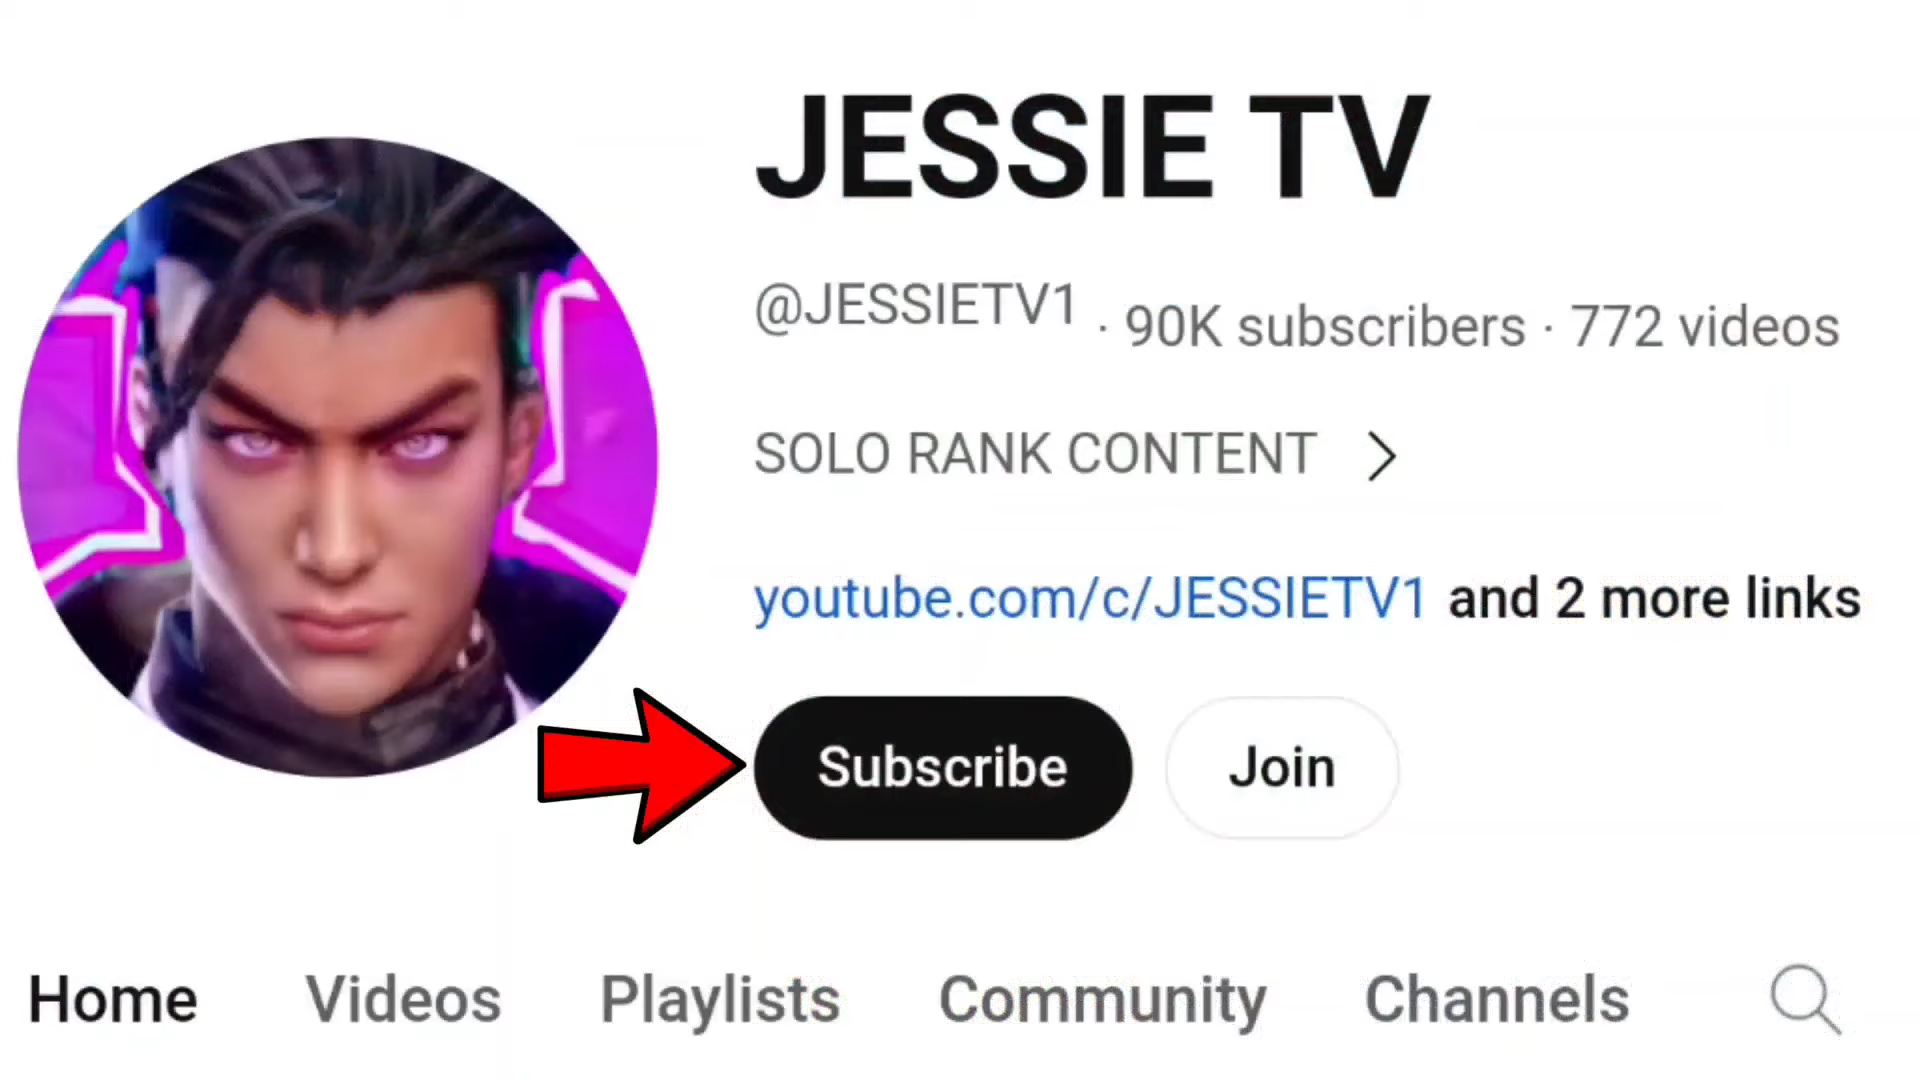 JESSIE TV
@JESSIETV1 · 90K subscribers · 772 videos
SOLO RANK CONTENT
youtube.com/c/JESSIETV1 and 2 more links
Subscribe Join
Home Videos Playlists Community Channels